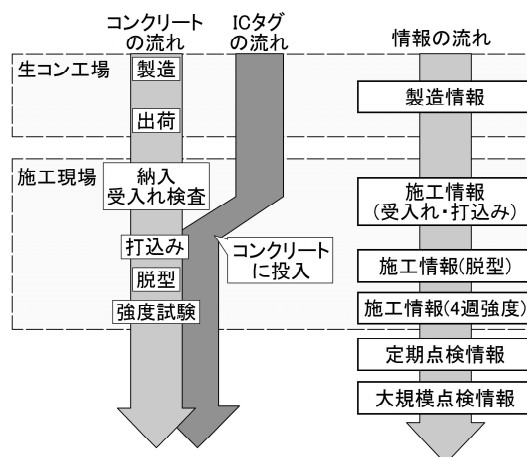 コンクリート
の流れ
ICタグ
の流れ
情報の流れ
生コン工場
製造
製造情報
出荷
施工現場
納入
受入れ検査
施工情報
(受入れ・打込み)
打込み
コンクリート
に投入
施工情報(脱型)
脱型
強度試験
施工情報(4週強度)
定期点検情報
大規模点検情報